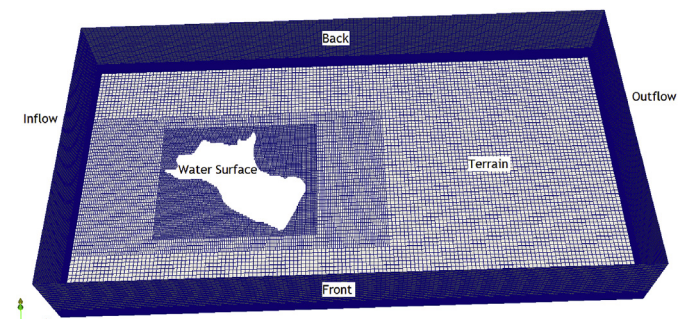 Back
Inflow
Outflow
Water Surface
Terrain
Front